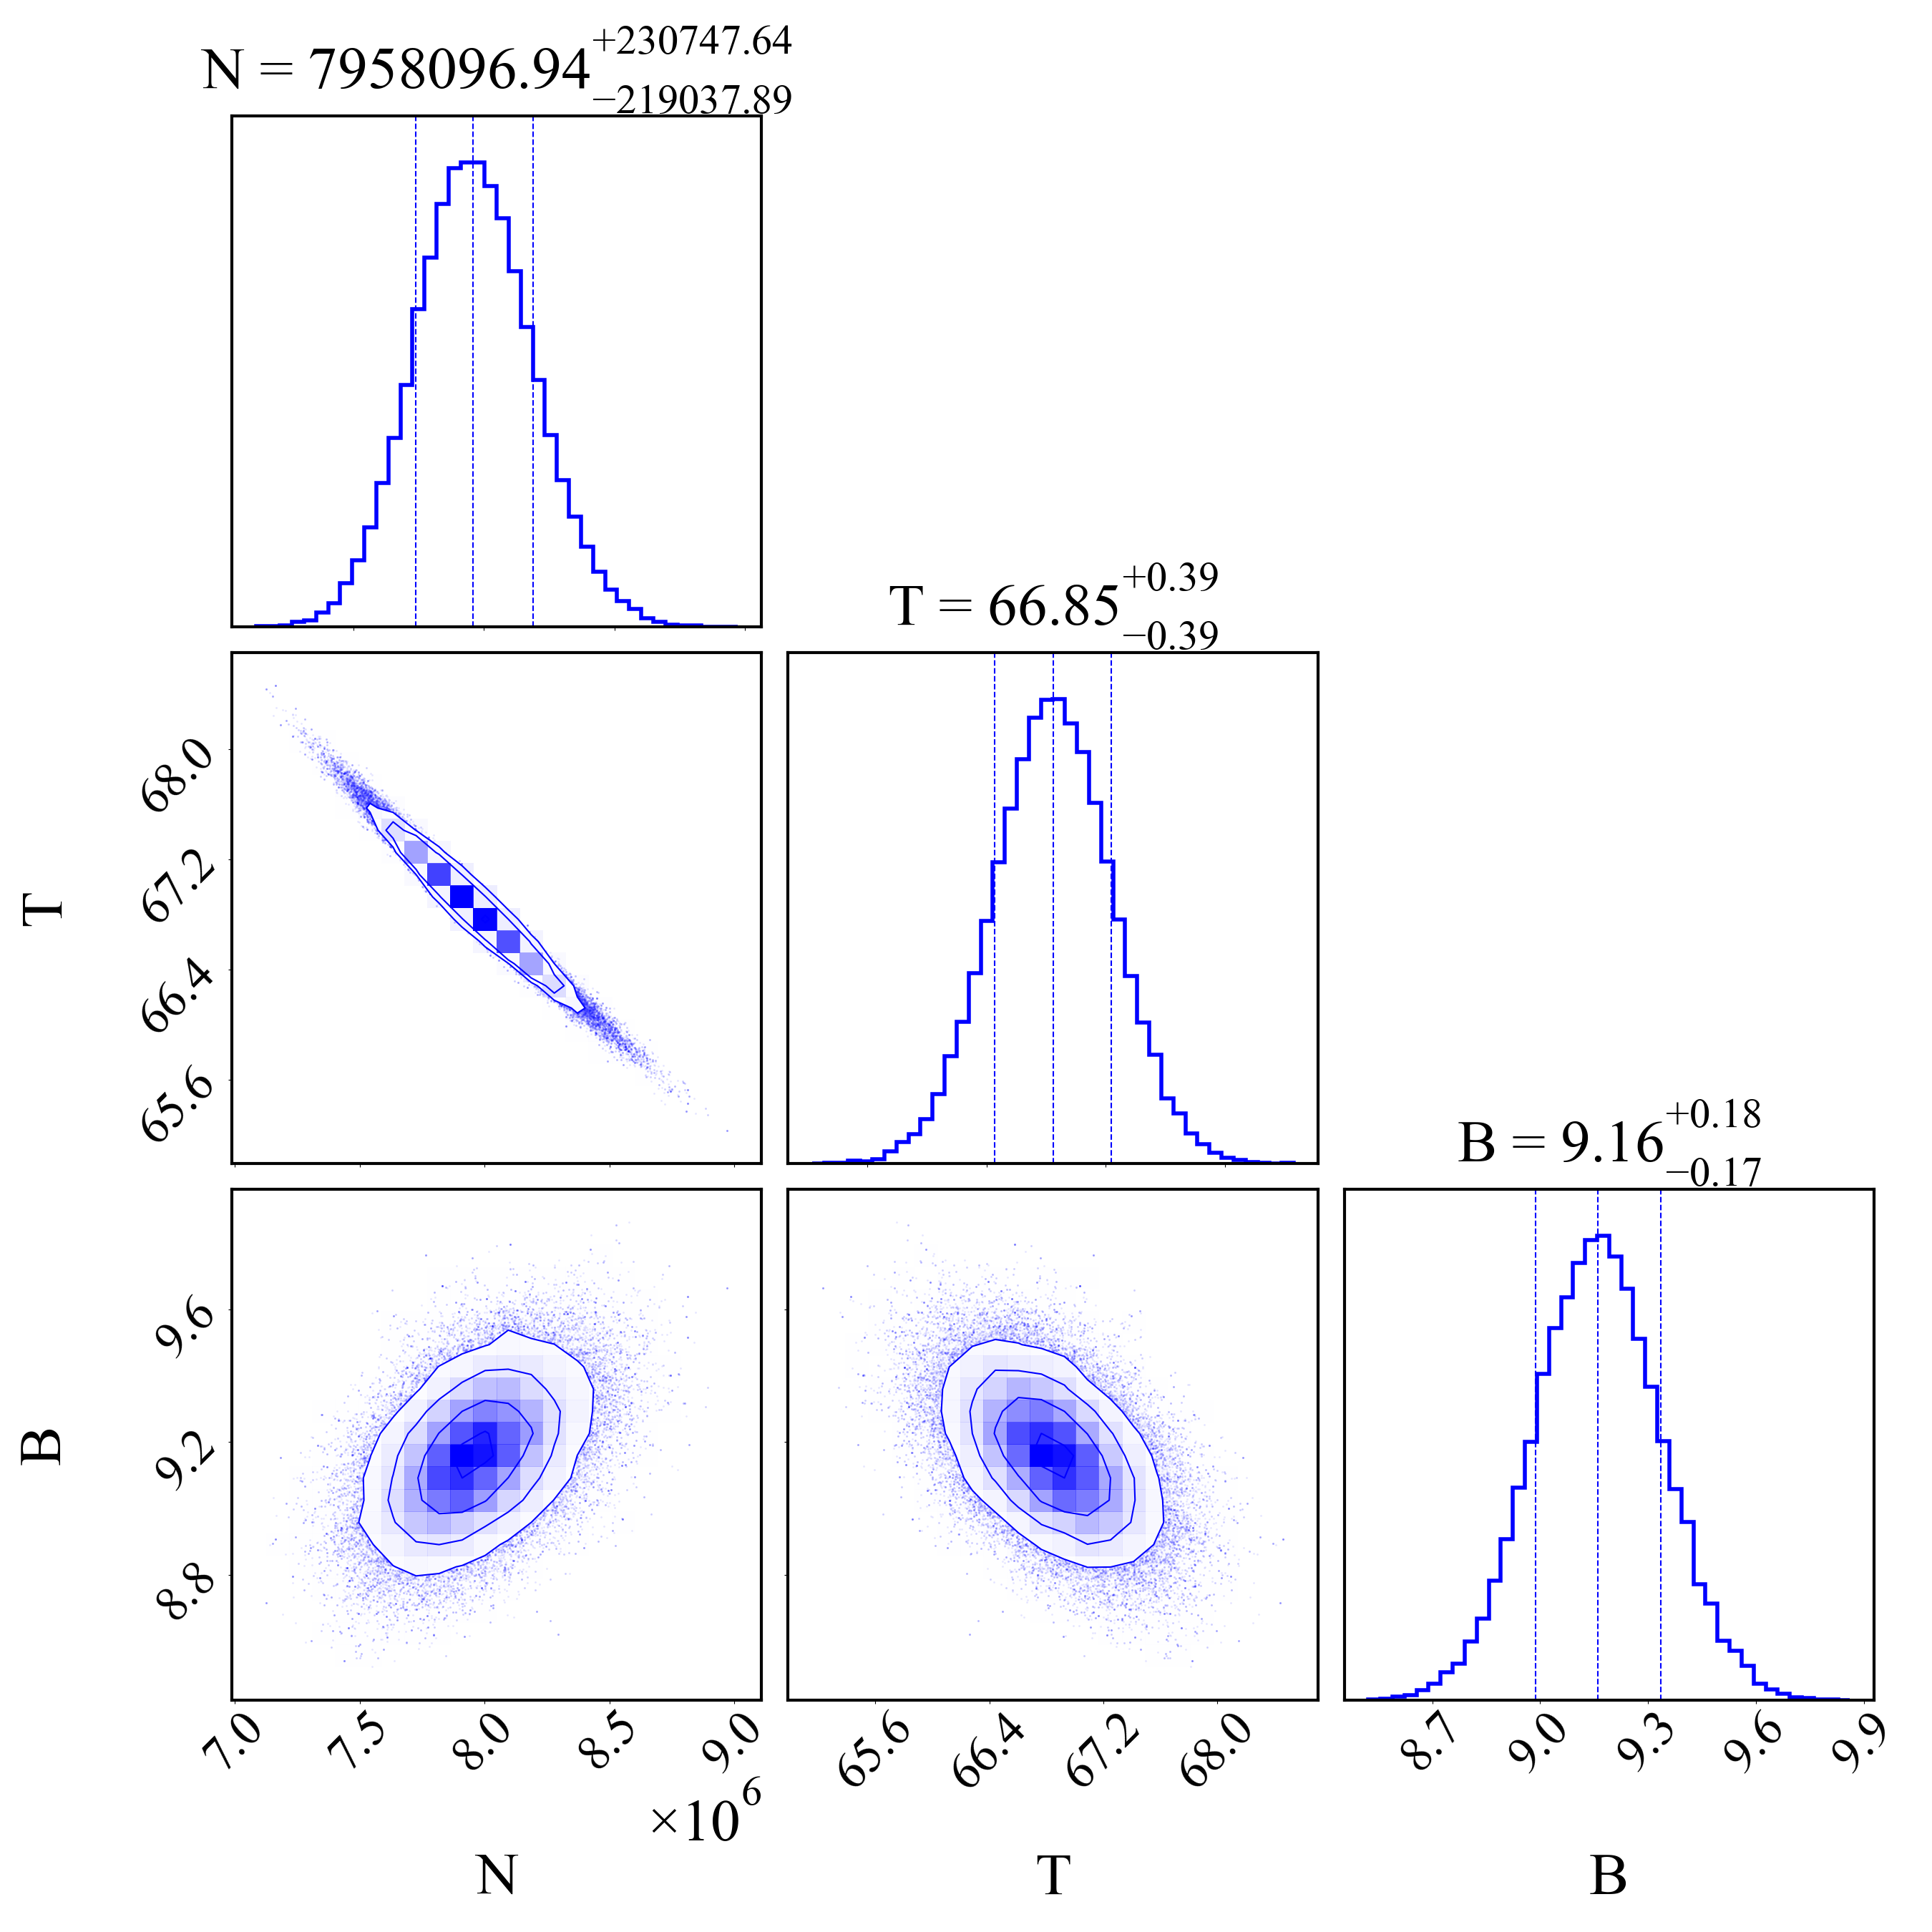 N = 7958096.94 +230747.64 −219037.89
T = 66.85 +0.39 −0.39
T
68.0
67.2
66.4
65.6
B = 9.16 +0.18 −0.17
B
9.6
9.2
8.8
7.0 7.5 8.0 8.5 9.0
×10⁶
N
65.6 66.4 67.2 68.0
T
8.7 9.0 9.3 9.6 9.9
B